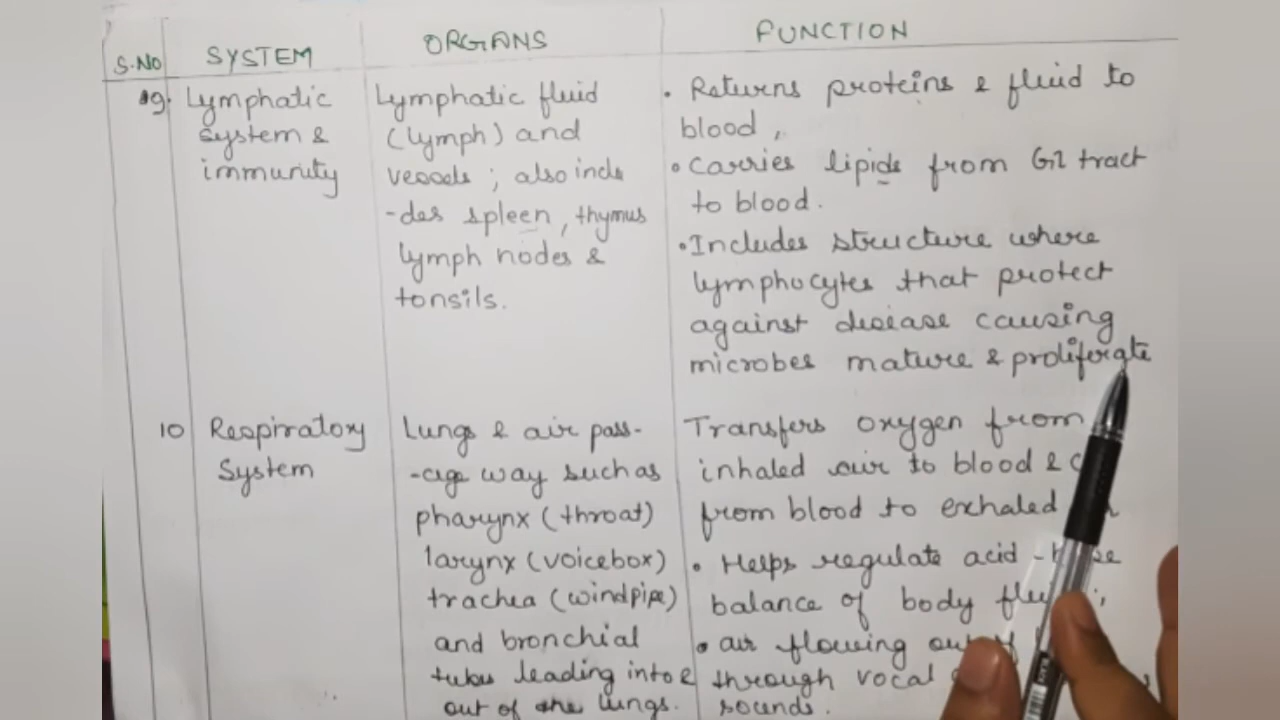 S.No SYSTEM ORGANS FUNCTION
9. Lymphatic system & immunity
Lymphatic fluid
(lymph) and
vessels ; also inclu
-des spleen, thymus
lymph nodes &
tonsils.
• Returns proteins & fluid to
blood,
• Carries lipids from GI tract
to blood.
• Includes structure where
lymphocytes that protect
against disease causing
microbes mature & proliferate
10 Respiratory
System
Lungs & air pass-
-age way such as
pharynx (throat)
larynx (voicebox)
trachea (windpipe)
and bronchial
tubes leading into &
out of the lungs.
Transfers oxygen from
inhaled air to blood &
from blood to exhaled
• Helps regulate acid -
balance of body
• air flowing out
through vocal
sounds.